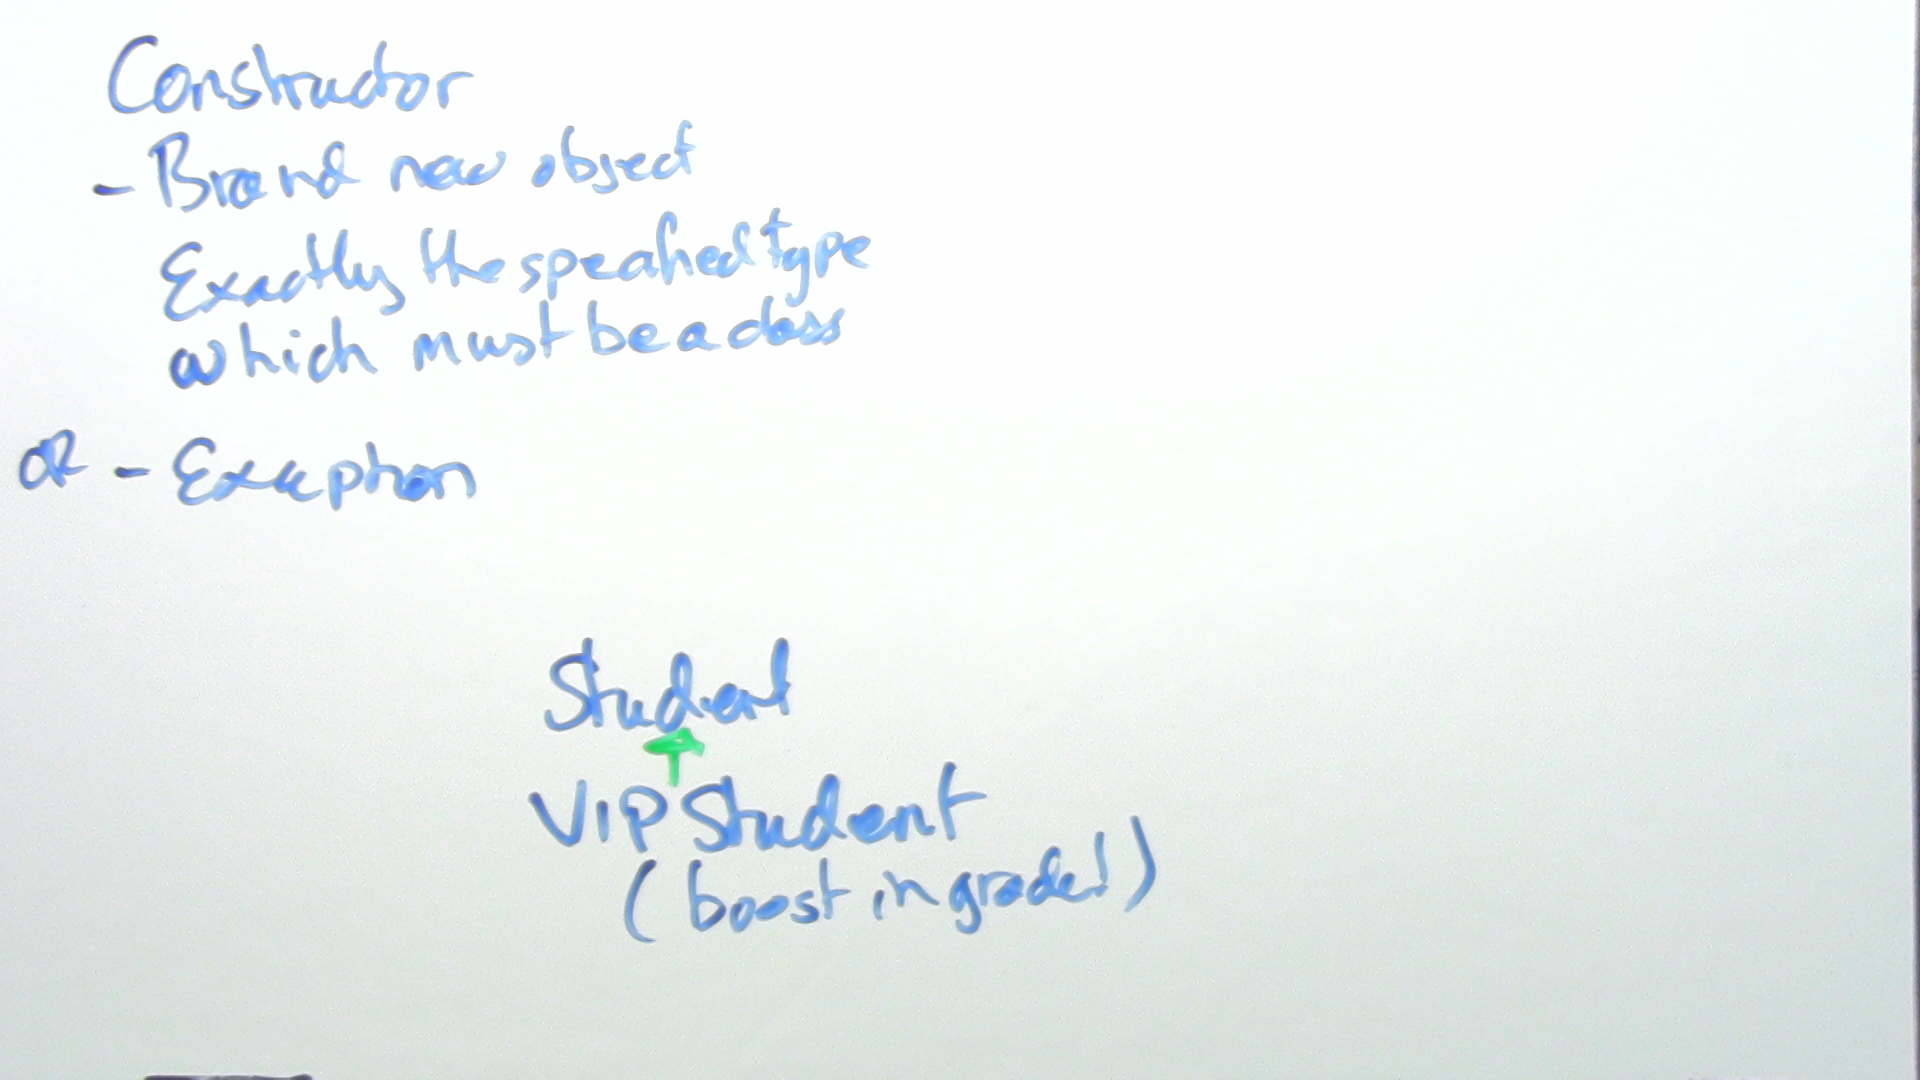 Constructor
- Brand new object
Exactly the specified type
which must be a class
OR - Exception
Student
VIP Student
(boost in grades!)